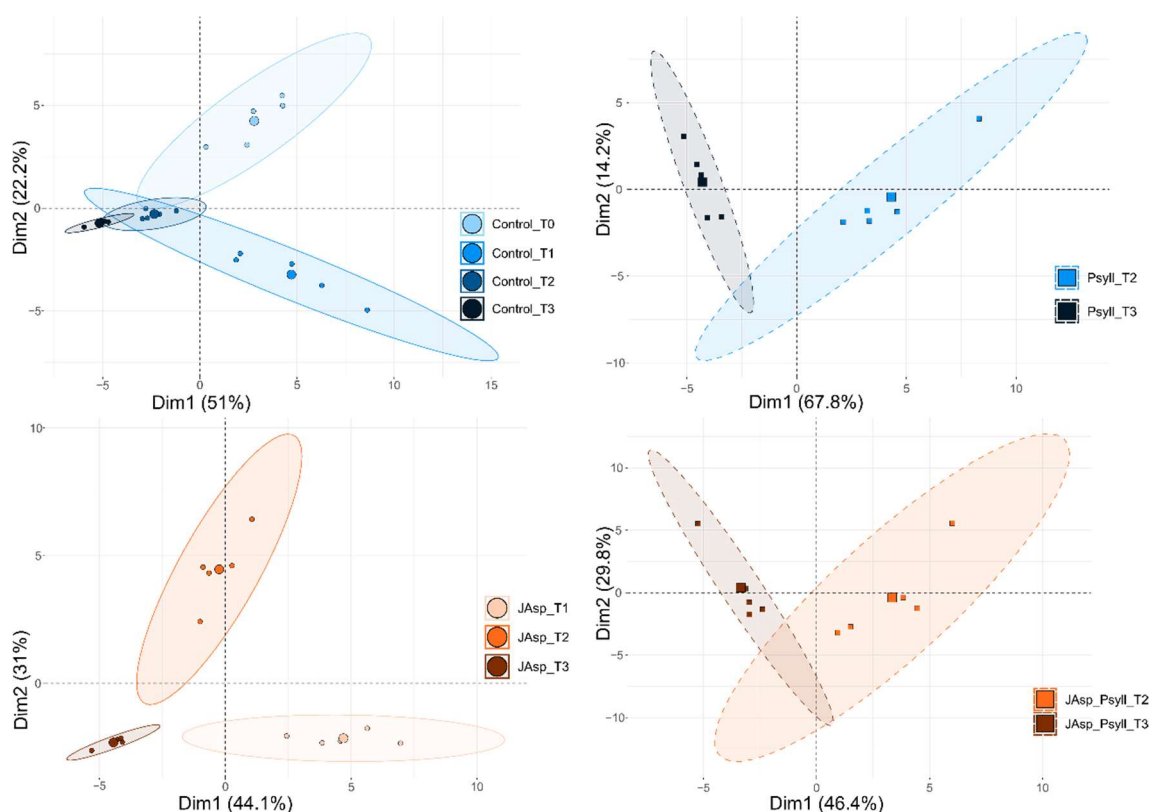 5
0
−5
−5
0
5
10
15
Dim2 (22.2%)
Dim1 (51%)
Control_T0
Control_T1
Control_T2
Control_T3
5
0
−5
−10
−5
0
5
10
Dim2 (14.2%)
Dim1 (67.8%)
Psyll_T2
Psyll_T3
10
5
0
−5
0
5
10
Dim2 (31%)
Dim1 (44.1%)
JAsp_T1
JAsp_T2
JAsp_T3
10
5
0
−5
−10
−5
0
5
10
Dim2 (29.8%)
Dim1 (46.4%)
JAsp_Psyll_T2
JAsp_Psyll_T3